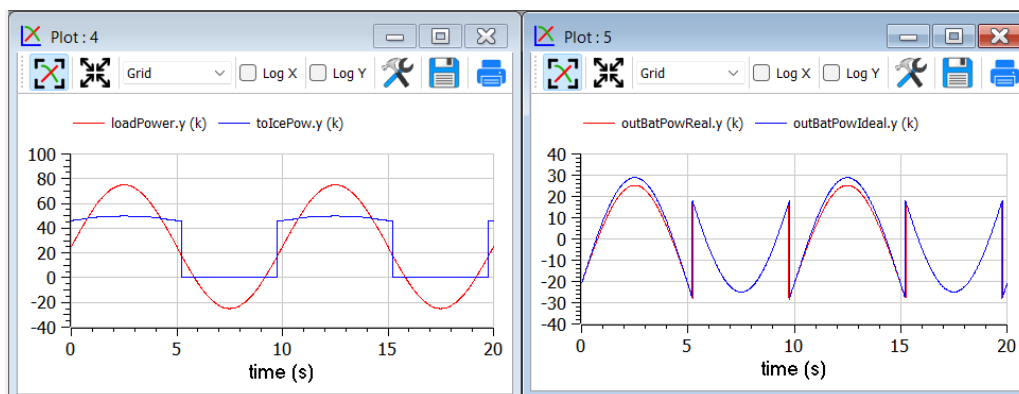 Plot : 4
Grid
Log X
Log Y
loadPower.y (k)
toIcePow.y (k)
100
80
60
40
20
0
-20
-40
0
5
10
15
20
time (s)
Plot : 5
Grid
Log X
Log Y
outBatPowReal.y (k)
outBatPowIdeal.y (k)
40
30
20
10
0
-10
-20
-30
-40
0
5
10
15
20
time (s)